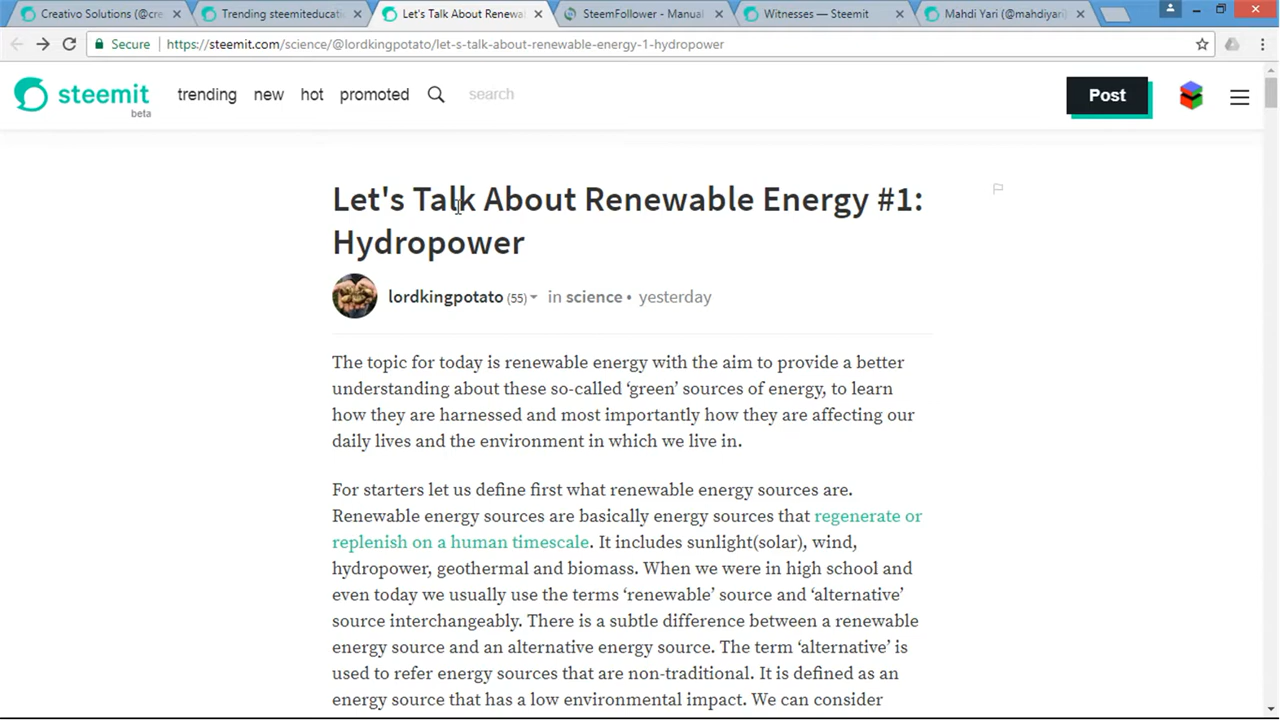 Creativo Solutions (@cre
Trending steemiteducati
Let's Talk About Renewa
SteemFollower - Manual
Witnesses — Steemit
Mahdi Yari (@mahdiyari)
Secure
https://steemit.com/science/@lordkingpotato/let-s-talk-about-renewable-energy-1-hydropower
steemit
beta
trending
new
hot
promoted
search
Post
Let's Talk About Renewable Energy #1:
Hydropower
lordkingpotato (55) in science • yesterday
The topic for today is renewable energy with the aim to provide a better
understanding about these so-called ‘green’ sources of energy, to learn
how they are harnessed and most importantly how they are affecting our
daily lives and the environment in which we live in.
For starters let us define first what renewable energy sources are.
Renewable energy sources are basically energy sources that regenerate or
replenish on a human timescale. It includes sunlight(solar), wind,
hydropower, geothermal and biomass. When we were in high school and
even today we usually use the terms ‘renewable’ source and ‘alternative’
source interchangeably. There is a subtle difference between a renewable
energy source and an alternative energy source. The term ‘alternative’ is
used to refer energy sources that are non-traditional. It is defined as an
energy source that has a low environmental impact. We can consider